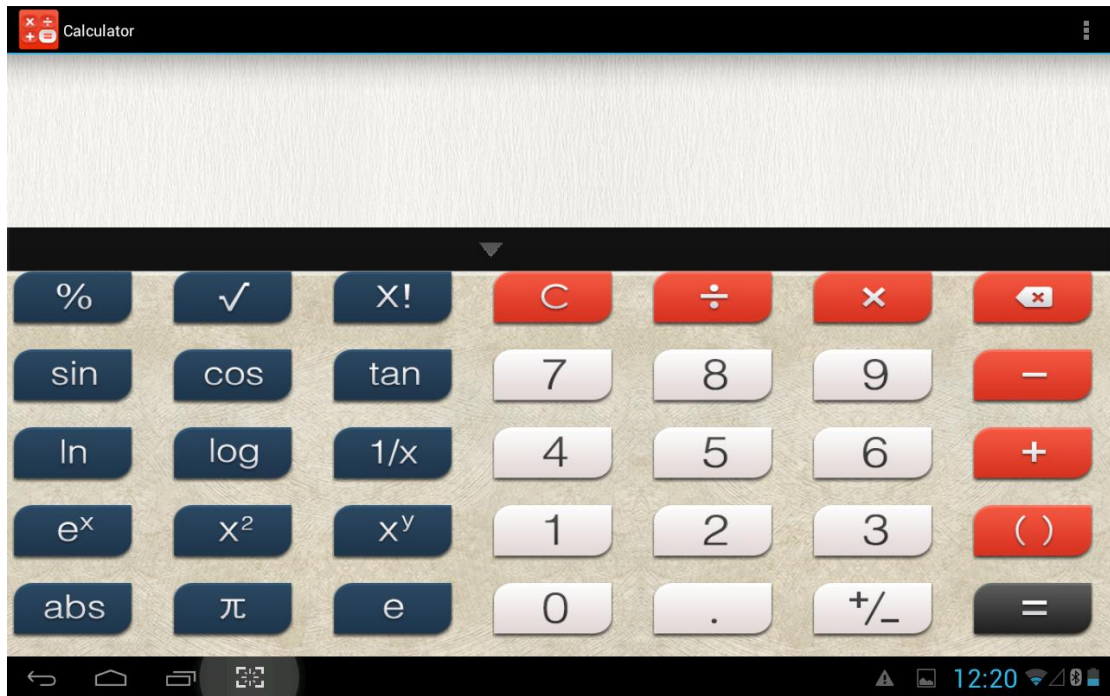 Calculator
% √ X! C ÷ ×
sin cos tan 7 8 9 −
ln log 1/x 4 5 6 +
eˣ x² xʸ 1 2 3 ( )
abs π e 0 . +/− =
12:20